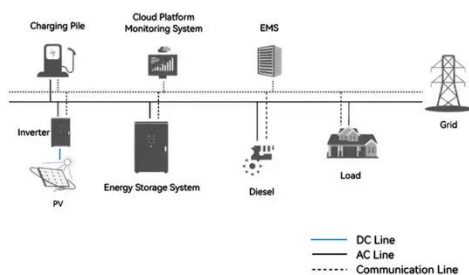 Charging Pile
Cloud Platform
Monitoring System
EMS
Grid
Inverter
PV
Energy Storage System
Diesel
Load
DC Line
AC Line
Communication Line